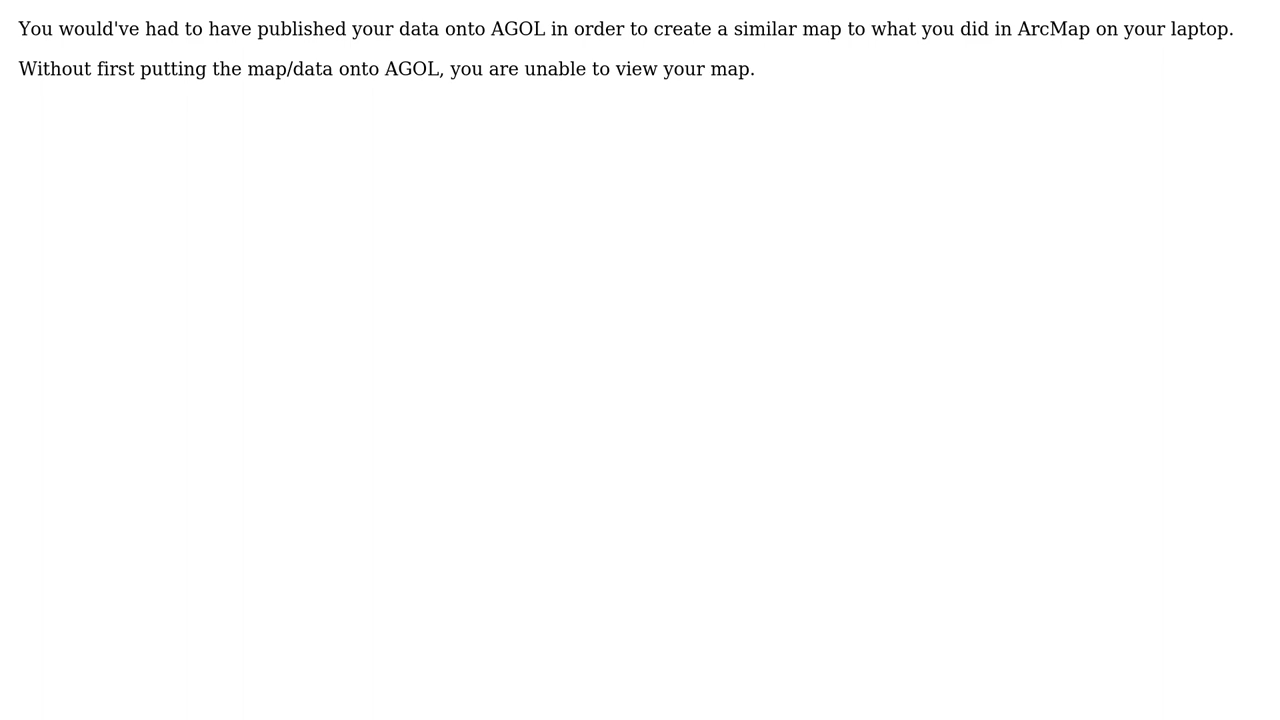 You would've had to have published your data onto AGOL in order to create a similar map to what you did in ArcMap on your laptop.
Without first putting the map/data onto AGOL, you are unable to view your map.